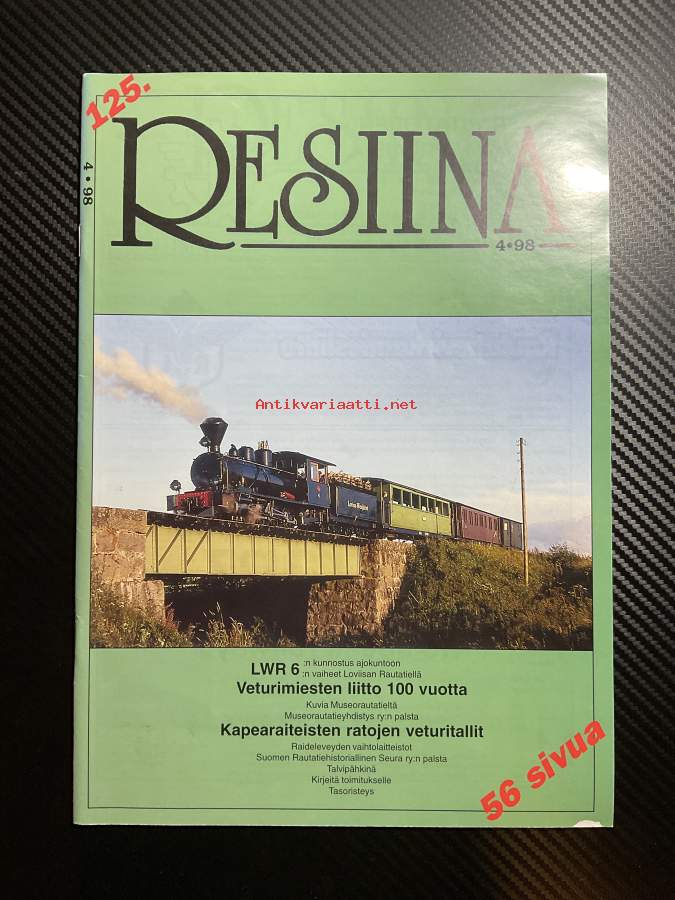 125.
4 • 98
RESIINA
4•98
Antikvariaatti.net
LWR 6 :n kunnostus ajokuntoon
:n vaiheet Loviisan Rautatiellä
Veturimiesten liitto 100 vuotta
Kuvia Museorautatieltä
Museorautatieyhdistys ry:n palsta
Kapearaiteisten ratojen veturitallit
Raideleveyden vaihtolaitteistot
Suomen Rautatiehistoriallinen Seura ry:n palsta
Talvipähkinä
Kirjeitä toimitukselle
Tasoristeys
56 sivua